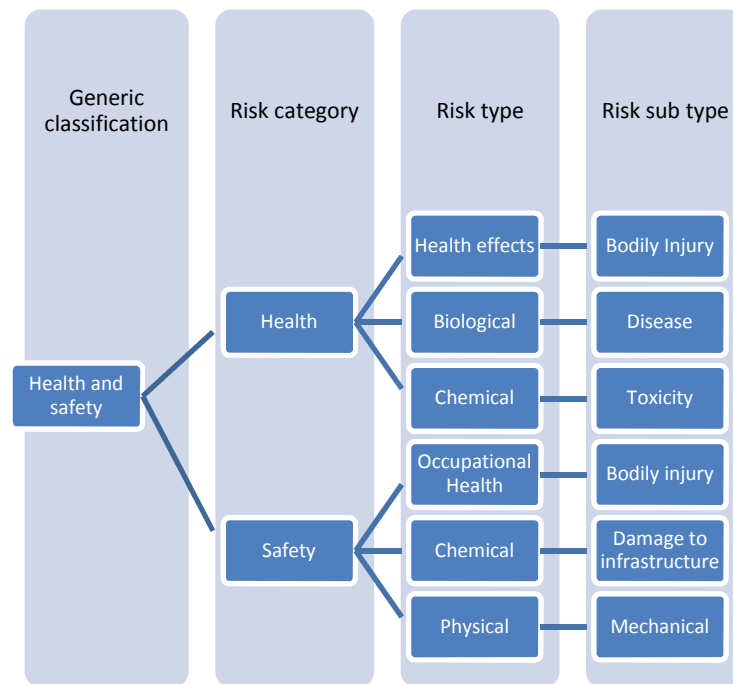 Generic
classification
Risk category
Risk type
Risk sub type
Health effects
Bodily Injury
Health
Biological
Disease
Health and
safety
Chemical
Toxicity
Occupational
Health
Bodily injury
Safety
Chemical
Damage to
infrastructure
Physical
Mechanical